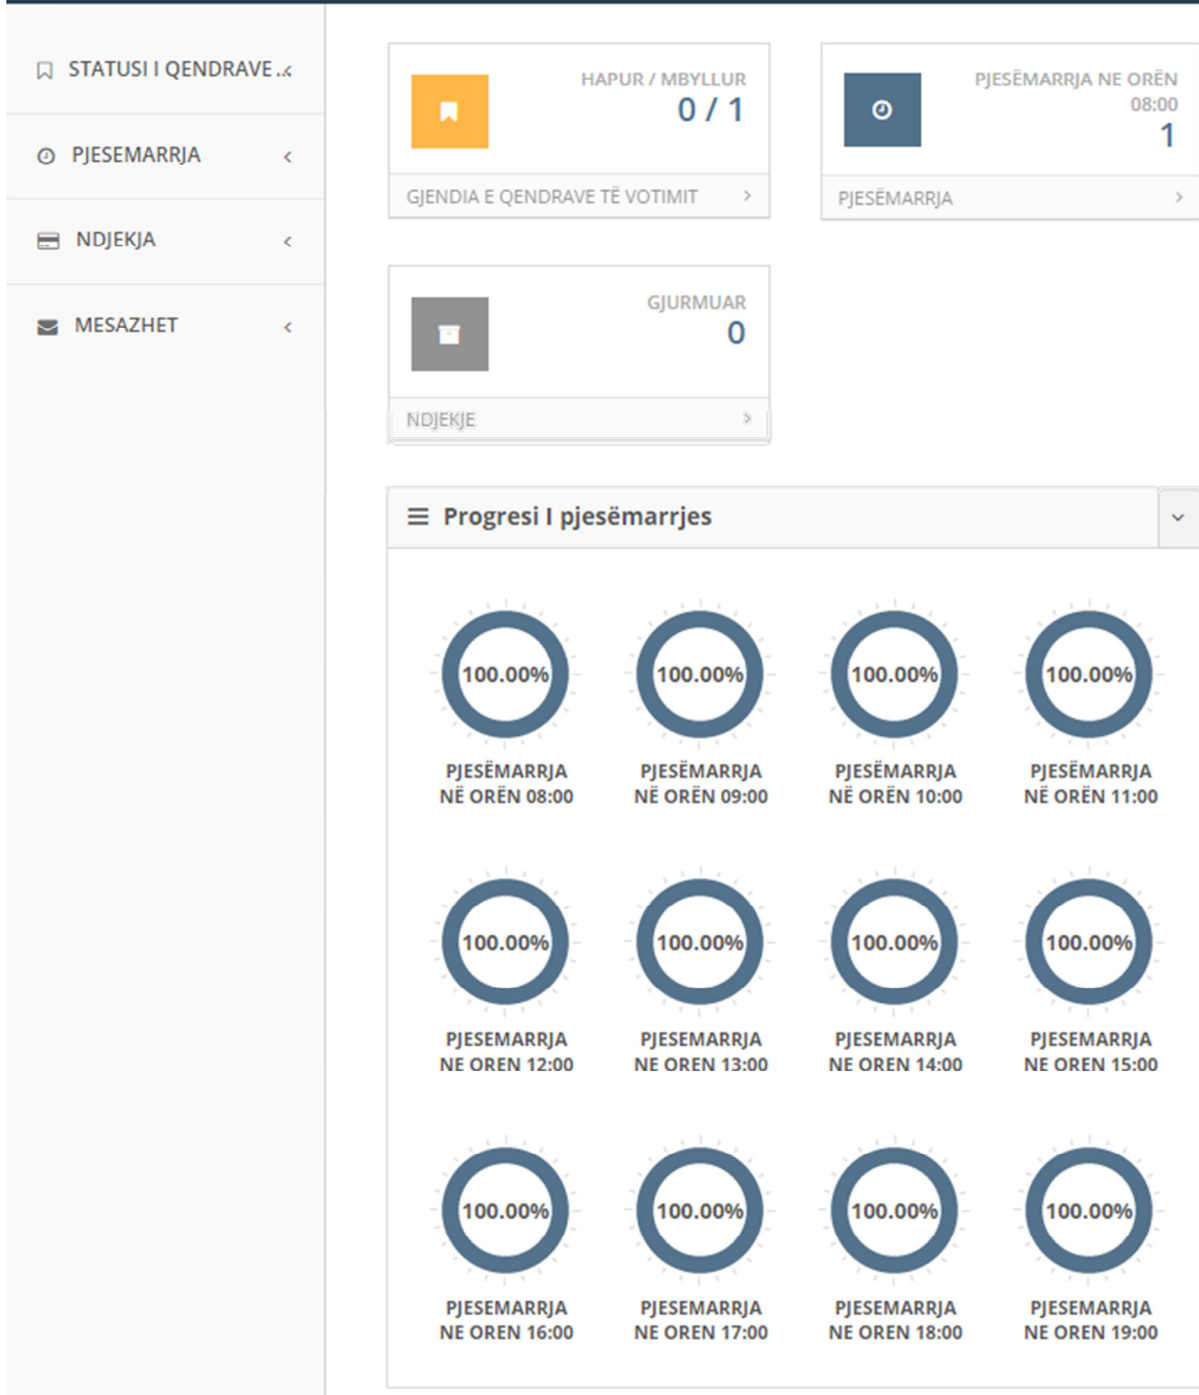 STATUSI I QENDRAVE ..
PJESEMARRJA
NDJEKJA
MESAZHET
HAPUR / MBYLLUR
0 / 1
GJENDIA E QENDRAVE TË VOTIMIT
PJESËMARRJA NE ORËN
08:00
1
PJESËMARRJA
GJURMUAR
0
NDJEKJE
Progresi I pjesëmarrjes
100.00% 100.00% 100.00% 100.00%
PJESËMARRJA PJESËMARRJA PJESËMARRJA PJESËMARRJA
NË ORËN 08:00 NË ORËN 09:00 NË ORËN 10:00 NË ORËN 11:00
100.00% 100.00% 100.00% 100.00%
PJESEMARRJA PJESEMARRJA PJESEMARRJA PJESEMARRJA
NE OREN 12:00 NE OREN 13:00 NE OREN 14:00 NE OREN 15:00
100.00% 100.00% 100.00% 100.00%
PJESEMARRJA PJESEMARRJA PJESEMARRJA PJESEMARRJA
NE OREN 16:00 NE OREN 17:00 NE OREN 18:00 NE OREN 19:00